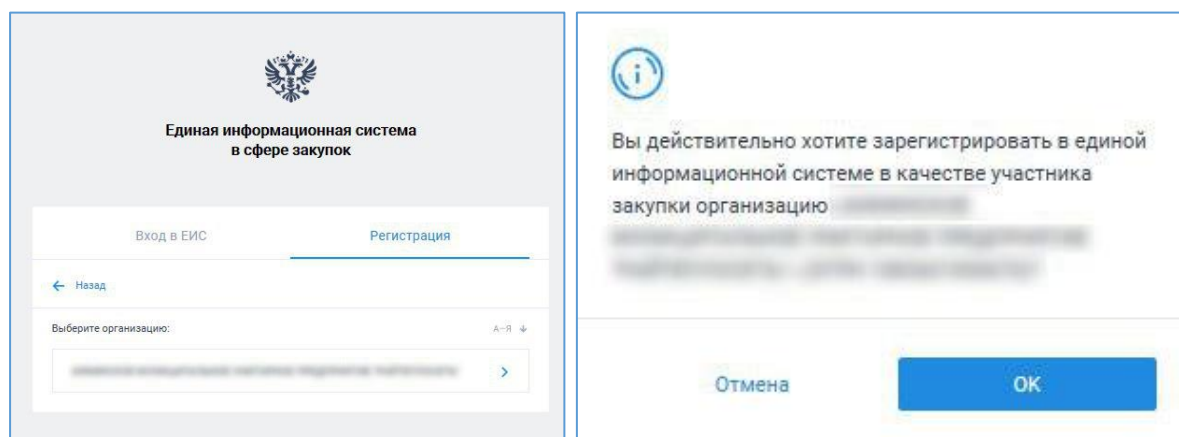 Единая информационная система
в сфере закупок
Вход в ЕИС
Регистрация
Назад
Выберите организацию:
А–Я
Вы действительно хотите зарегистрировать в единой
информационной системе в качестве участника
закупки организацию
Отмена
ОК